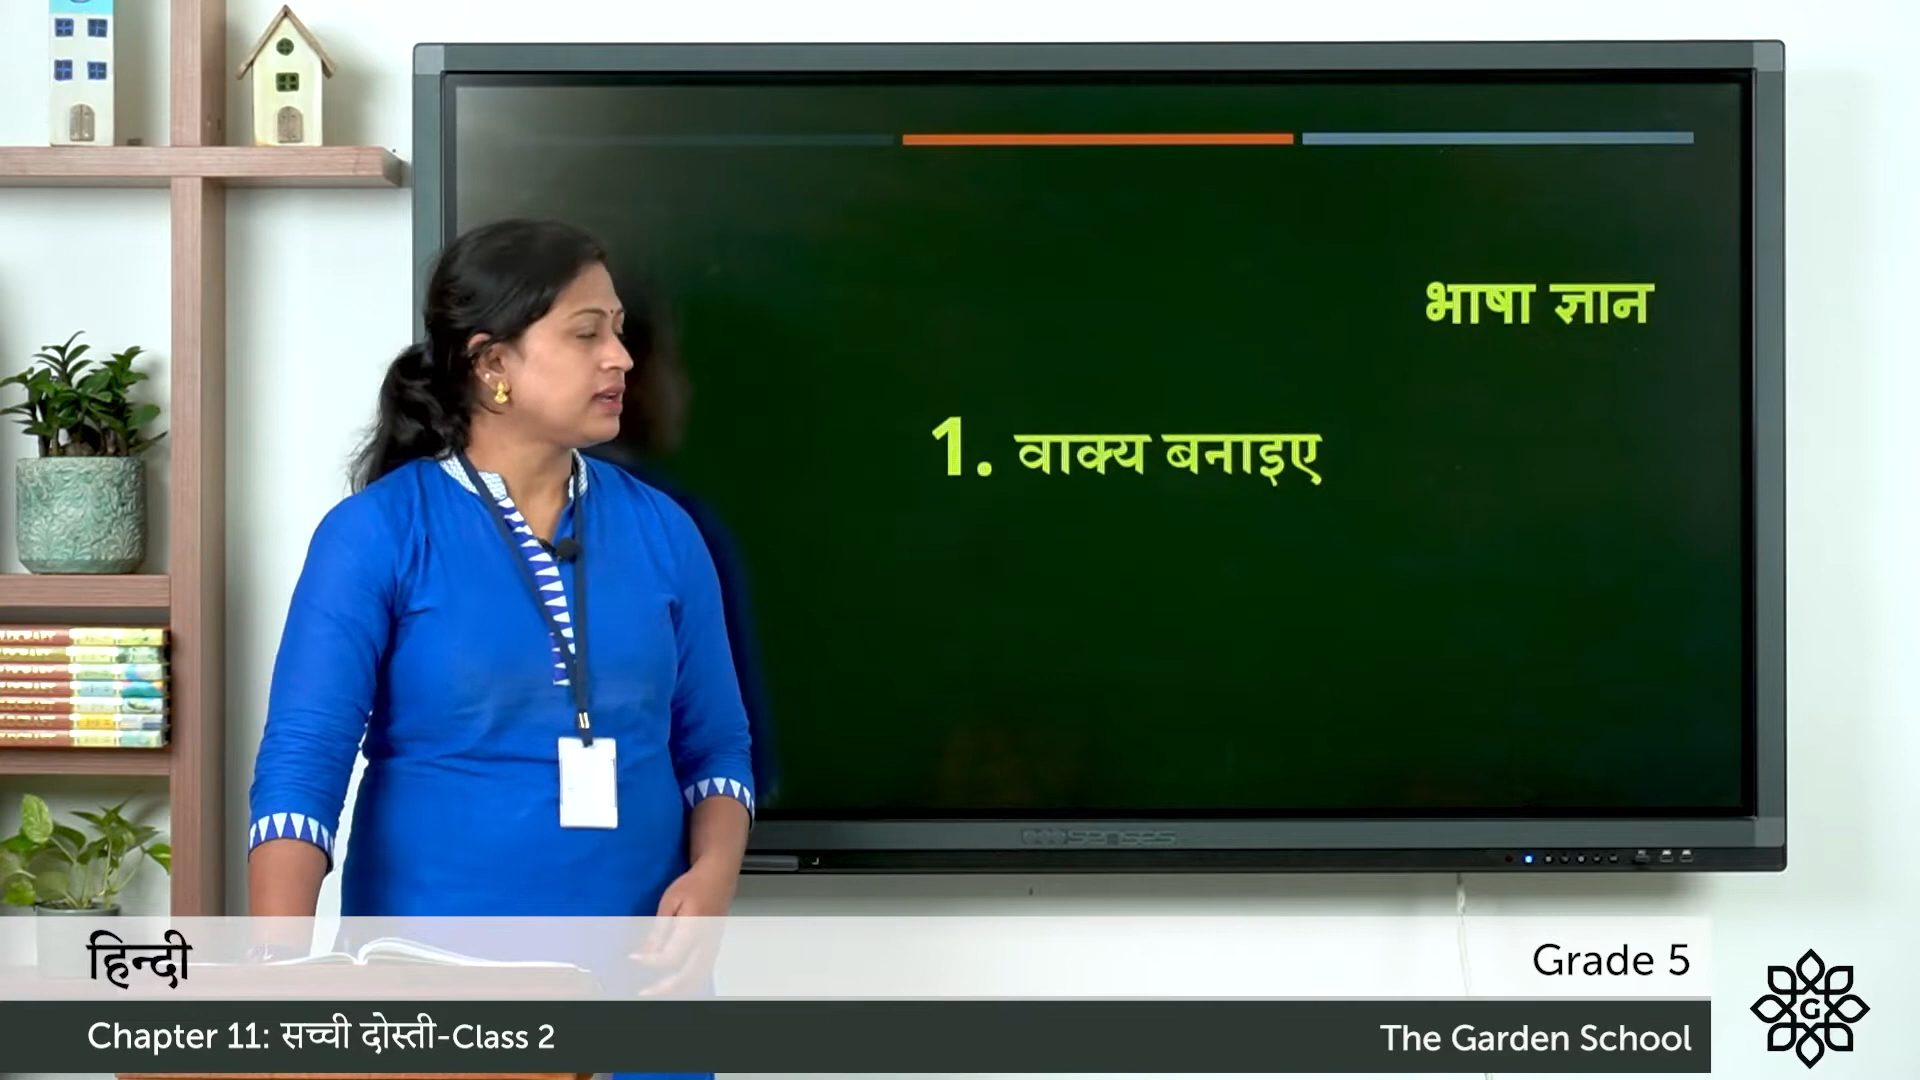 भाषा ज्ञान
1. वाक्य बनाइए
हिन्दी
Grade 5
Chapter 11: सच्ची दोस्ती-Class 2
The Garden School
G